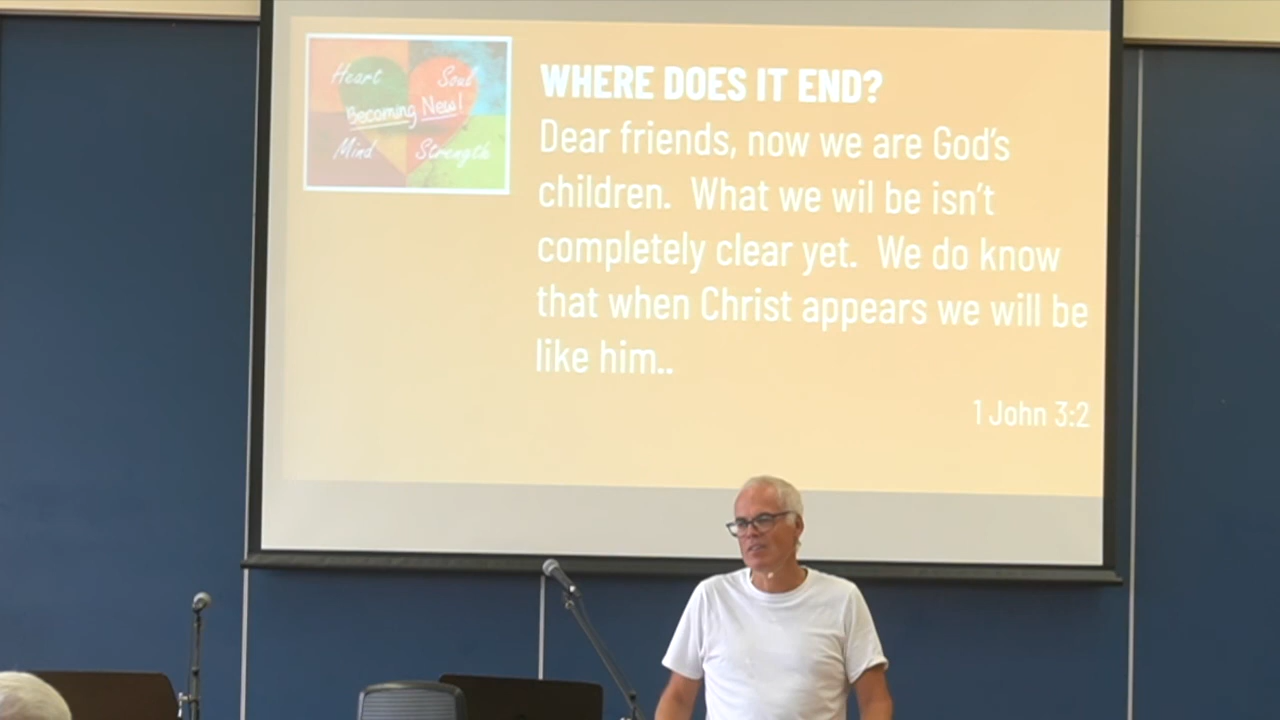 Heart Soul
Becoming New!
Mind Strength
WHERE DOES IT END?
Dear friends, now we are God's
children. What we wil be isn't
completely clear yet. We do know
that when Christ appears we will be
like him..
1 John 3:2